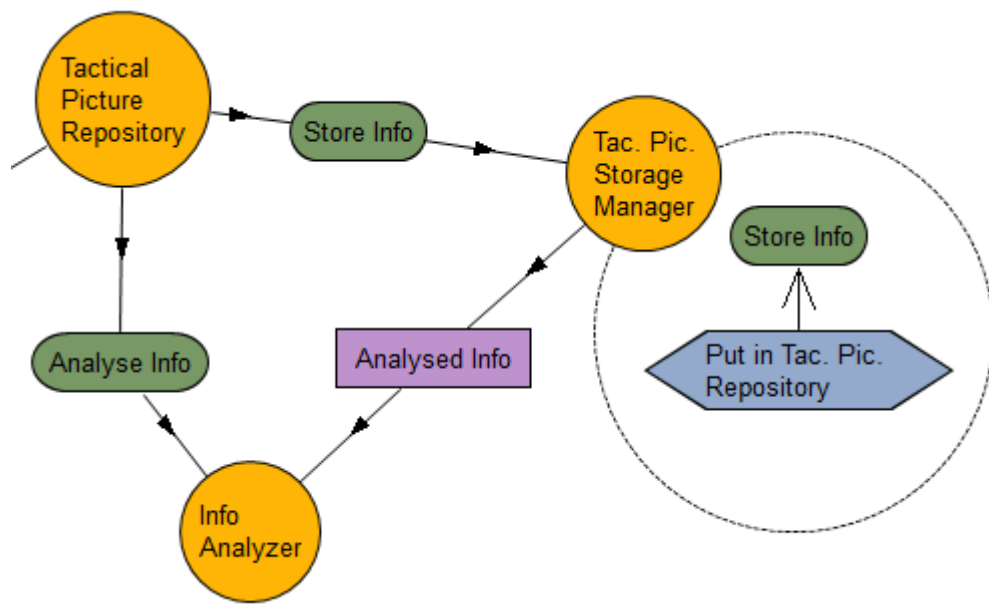 Tactical
Picture
Repository
Store Info
Tac. Pic.
Storage
Manager
Store Info
Analyse Info
Analysed Info
Put in Tac. Pic.
Repository
Info
Analyzer